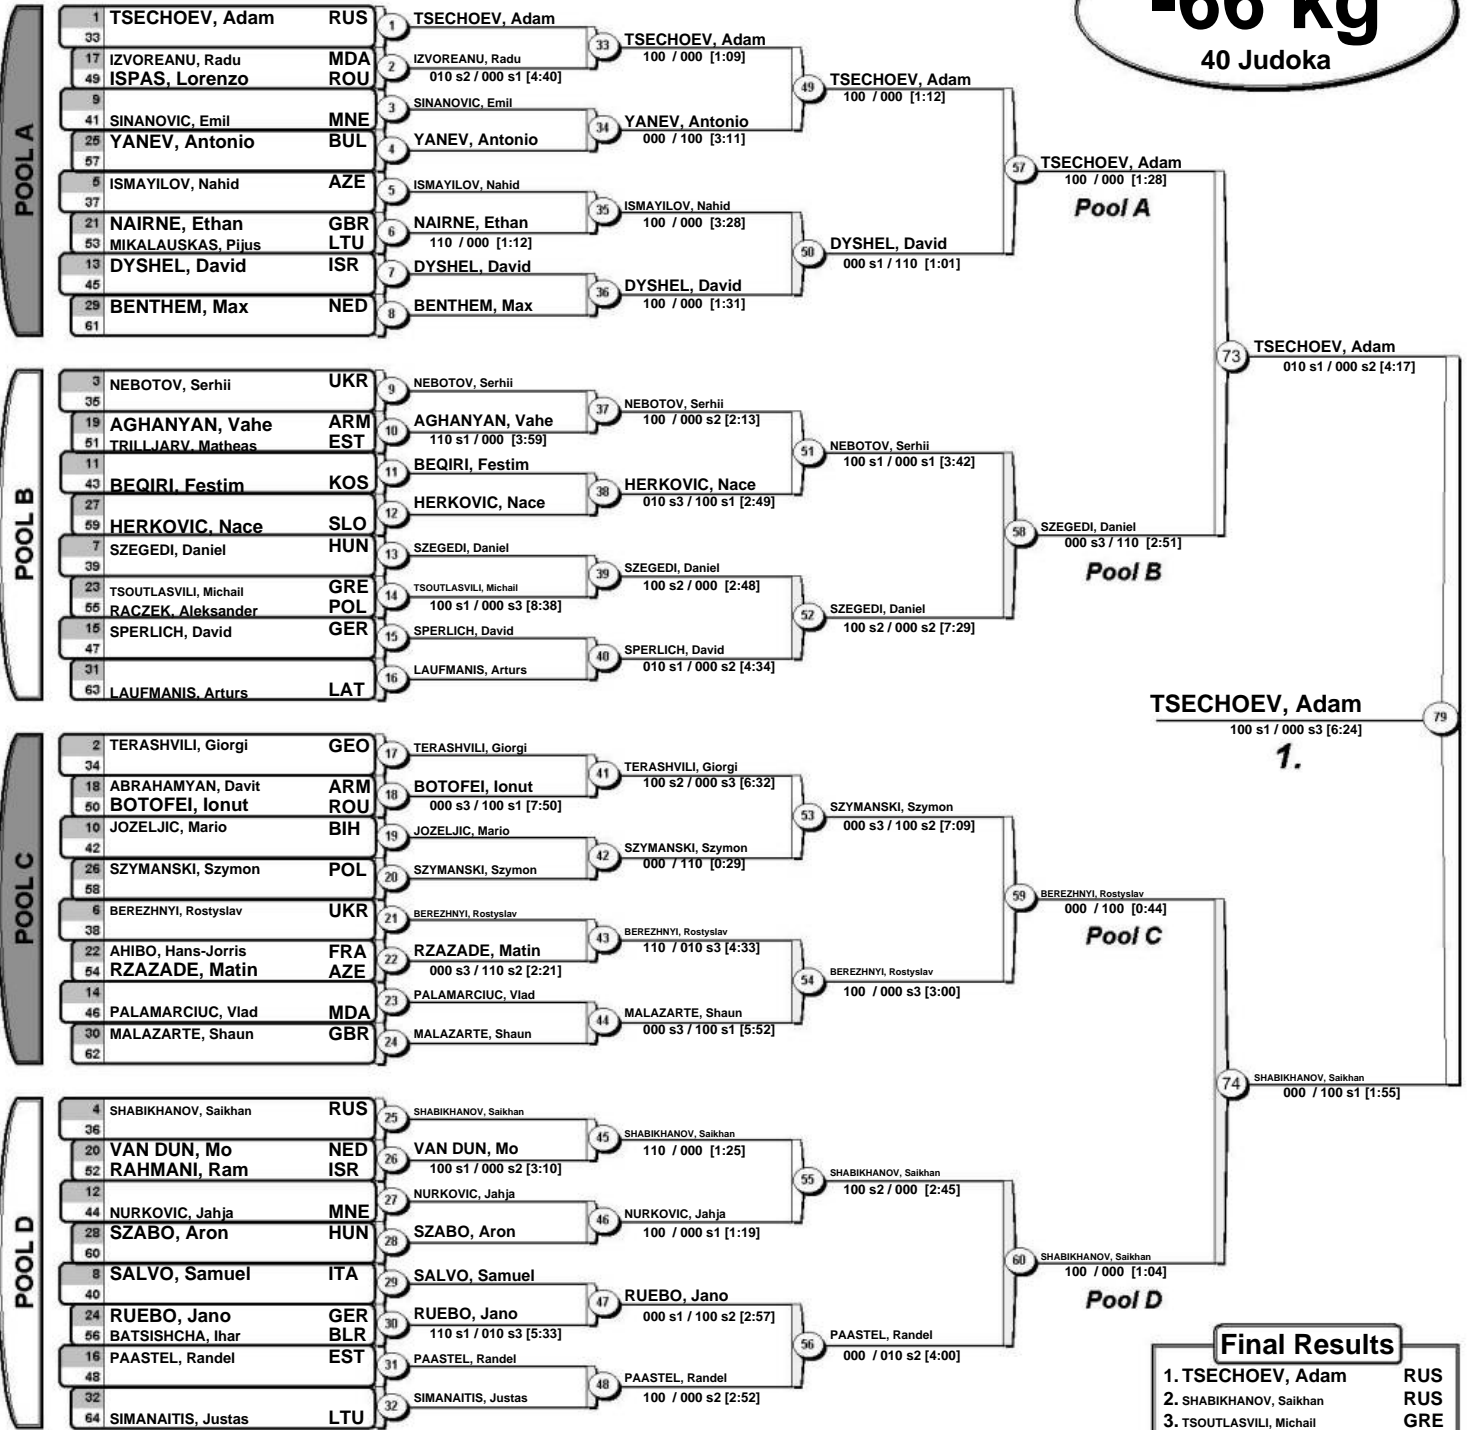 -66 kg
40 Judoka
POOL A
1 TSECHOEV, Adam RUS
33
17 IZVOREANU, Radu MDA
49 ISPAS, Lorenzo ROU
9
41 SINANOVIC, Emil MNE
25 YANEV, Antonio BUL
57
5 ISMAYILOV, Nahid AZE
37
21 NAIRNE, Ethan GBR
53 MIKALAUSKAS, Pijus LTU
13 DYSHEL, David ISR
45
29 BENTHEM, Max NED
61
1 TSECHOEV, Adam
2 IZVOREANU, Radu
010 s2 / 000 s1 [4:40]
3 SINANOVIC, Emil
4 YANEV, Antonio
5 ISMAYILOV, Nahid
6 NAIRNE, Ethan
110 / 000 [1:12]
7 DYSHEL, David
8 BENTHEM, Max
33 TSECHOEV, Adam
100 / 000 [1:09]
34 YANEV, Antonio
000 / 100 [3:11]
35 ISMAYILOV, Nahid
100 / 000 [3:28]
36 DYSHEL, David
100 / 000 [1:31]
49 TSECHOEV, Adam
100 / 000 [1:12]
50 DYSHEL, David
000 s1 / 110 [1:01]
57 TSECHOEV, Adam
100 / 000 [1:28]
Pool A
POOL B
3 NEBOTOV, Serhii UKR
35
19 AGHANYAN, Vahe ARM
51 TRILLJARV, Matheas EST
11
43 BEQIRI, Festim KOS
27
59 HERKOVIC, Nace SLO
7 SZEGEDI, Daniel HUN
39
23 TSOUTLASVILI, Michail GRE
55 RACZEK, Aleksander POL
15 SPERLICH, David GER
47
31
63 LAUFMANIS, Arturs LAT
9 NEBOTOV, Serhii
10 AGHANYAN, Vahe
110 s1 / 000 [3:59]
11 BEQIRI, Festim
12 HERKOVIC, Nace
13 SZEGEDI, Daniel
14 TSOUTLASVILI, Michail
100 s1 / 000 s3 [8:38]
15 SPERLICH, David
16 LAUFMANIS, Arturs
37 NEBOTOV, Serhii
100 / 000 s2 [2:13]
38 HERKOVIC, Nace
010 s3 / 100 s1 [2:49]
39 SZEGEDI, Daniel
100 s2 / 000 [2:48]
40 SPERLICH, David
010 s1 / 000 s2 [4:34]
51 NEBOTOV, Serhii
100 s1 / 000 s1 [3:42]
52 SZEGEDI, Daniel
100 s2 / 000 s2 [7:29]
58 SZEGEDI, Daniel
000 s3 / 110 [2:51]
Pool B
73 TSECHOEV, Adam
010 s1 / 000 s2 [4:17]
POOL C
2 TERASHVILI, Giorgi GEO
34
18 ABRAHAMYAN, Davit ARM
50 BOTOFEI, Ionut ROU
10 JOZELJIC, Mario BIH
42
26 SZYMANSKI, Szymon POL
58
6 BEREZHNYI, Rostyslav UKR
38
22 AHIBO, Hans-Jorris FRA
54 RZAZADE, Matin AZE
14
46 PALAMARCIUC, Vlad MDA
30 MALAZARTE, Shaun GBR
62
17 TERASHVILI, Giorgi
18 BOTOFEI, Ionut
000 s3 / 100 s1 [7:50]
19 JOZELJIC, Mario
20 SZYMANSKI, Szymon
21 BEREZHNYI, Rostyslav
22 RZAZADE, Matin
000 s3 / 110 s2 [2:21]
23 PALAMARCIUC, Vlad
24 MALAZARTE, Shaun
41 TERASHVILI, Giorgi
100 s2 / 000 s3 [6:32]
42 SZYMANSKI, Szymon
000 / 110 [0:29]
43 BEREZHNYI, Rostyslav
110 / 010 s3 [4:33]
44 MALAZARTE, Shaun
000 s3 / 100 s1 [5:52]
53 SZYMANSKI, Szymon
000 s3 / 100 s2 [7:09]
54 BEREZHNYI, Rostyslav
100 / 000 s3 [3:00]
59 BEREZHNYI, Rostyslav
000 / 100 [0:44]
Pool C
TSECHOEV, Adam 79
100 s1 / 000 s3 [6:24]
1.
POOL D
4 SHABIKHANOV, Saikhan RUS
36
20 VAN DUN, Mo NED
52 RAHMANI, Ram ISR
12
44 NURKOVIC, Jahja MNE
28 SZABO, Aron HUN
60
8 SALVO, Samuel ITA
40
24 RUEBO, Jano GER
56 BATSISHCHA, Ihar BLR
16 PAASTEL, Randel EST
48
32
64 SIMANAITIS, Justas LTU
25 SHABIKHANOV, Saikhan
26 VAN DUN, Mo
100 s1 / 000 s2 [3:10]
27 NURKOVIC, Jahja
28 SZABO, Aron
29 SALVO, Samuel
30 RUEBO, Jano
110 s1 / 010 s3 [5:33]
31 PAASTEL, Randel
32 SIMANAITIS, Justas
45 SHABIKHANOV, Saikhan
110 / 000 [1:25]
46 NURKOVIC, Jahja
100 / 000 s1 [1:19]
47 RUEBO, Jano
000 s1 / 100 s2 [2:57]
48 PAASTEL, Randel
100 / 000 s2 [2:52]
55 SHABIKHANOV, Saikhan
100 s2 / 000 [2:45]
56 PAASTEL, Randel
000 / 010 s2 [4:00]
60 SHABIKHANOV, Saikhan
100 / 000 [1:04]
Pool D
74 SHABIKHANOV, Saikhan
000 / 100 s1 [1:55]
Final Results
1. TSECHOEV, Adam RUS
2. SHABIKHANOV, Saikhan RUS
3. TSOUTLASVILI, Michail GRE